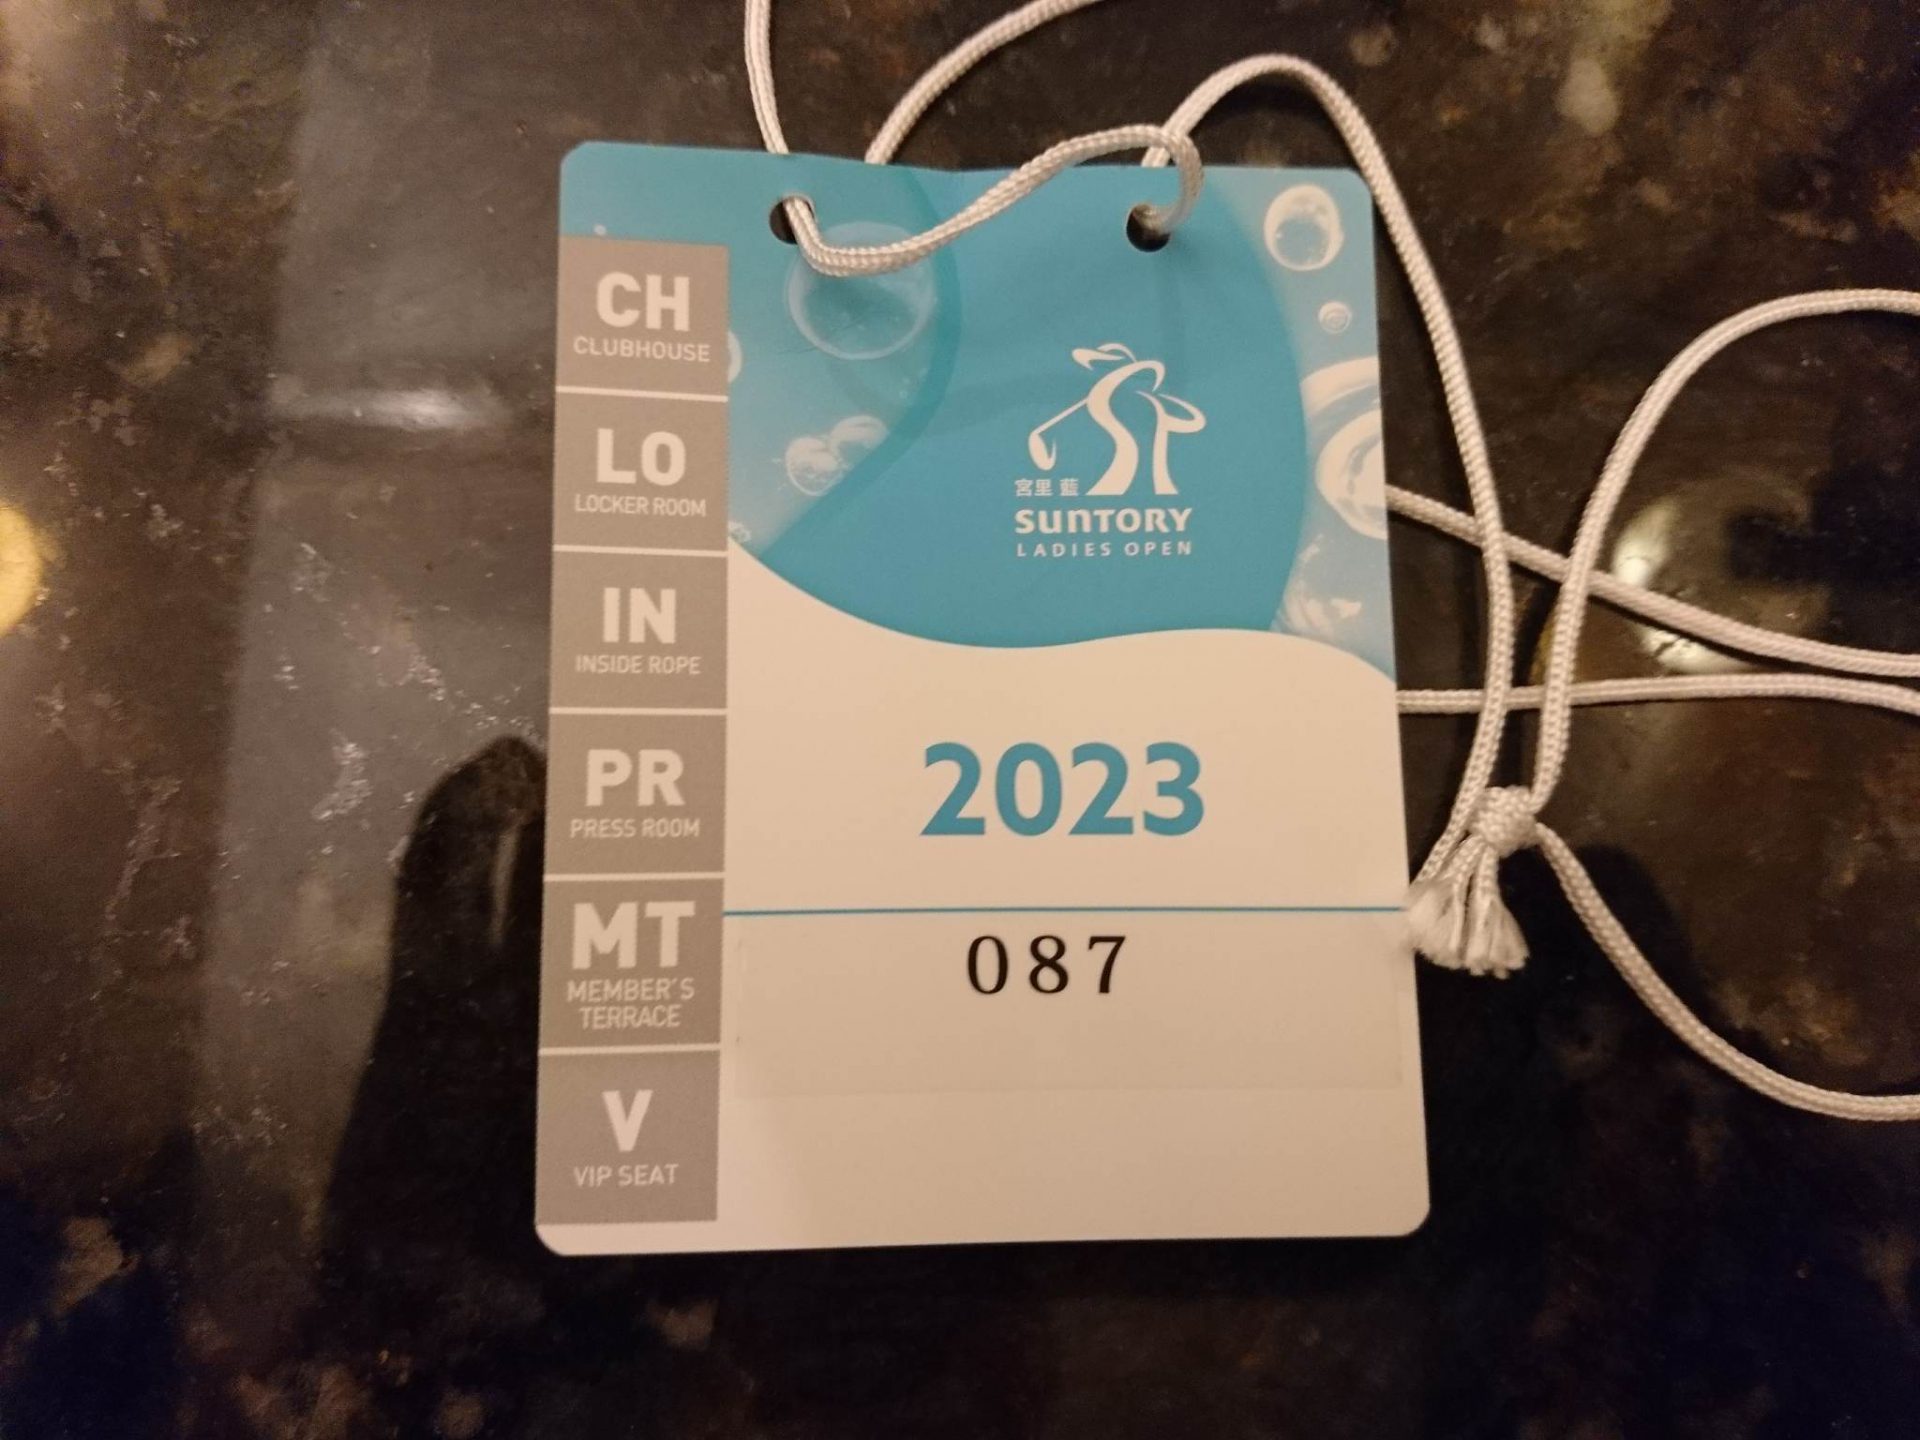 CH
CLUBHOUSE
LO
LOCKER ROOM
IN
INSIDE ROPE
PR
PRESS ROOM
MT
MEMBER'S
TERRACE
V
VIP SEAT
宮里 藍
SUNTORY
LADIES OPEN
2023
087